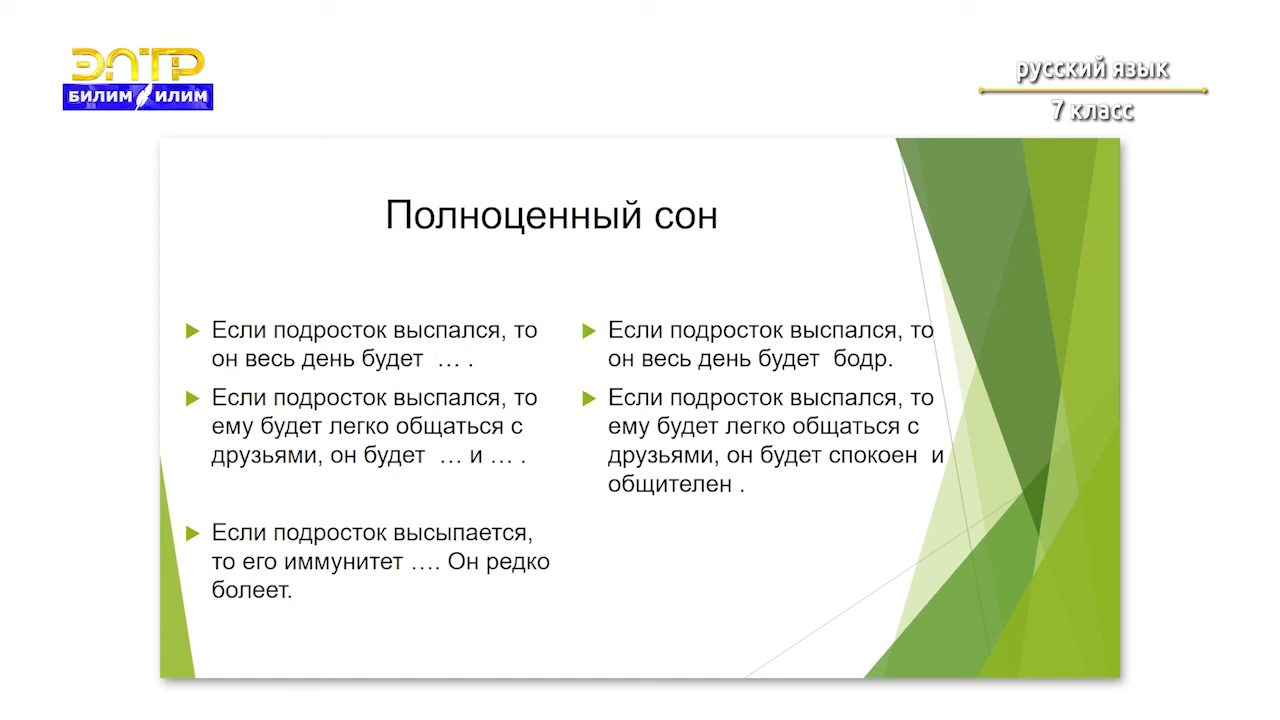 ЭЛТР
БИЛИМ ИЛИМ
русский язык
7 класс
Полноценный сон
Если подросток выспался, то
он весь день будет … .
Если подросток выспался, то
ему будет легко общаться с
друзьями, он будет … и … .
Если подросток высыпается,
то его иммунитет …. Он редко
болеет.
Если подросток выспался, то
он весь день будет бодр.
Если подросток выспался, то
ему будет легко общаться с
друзьями, он будет спокоен и
общителен .